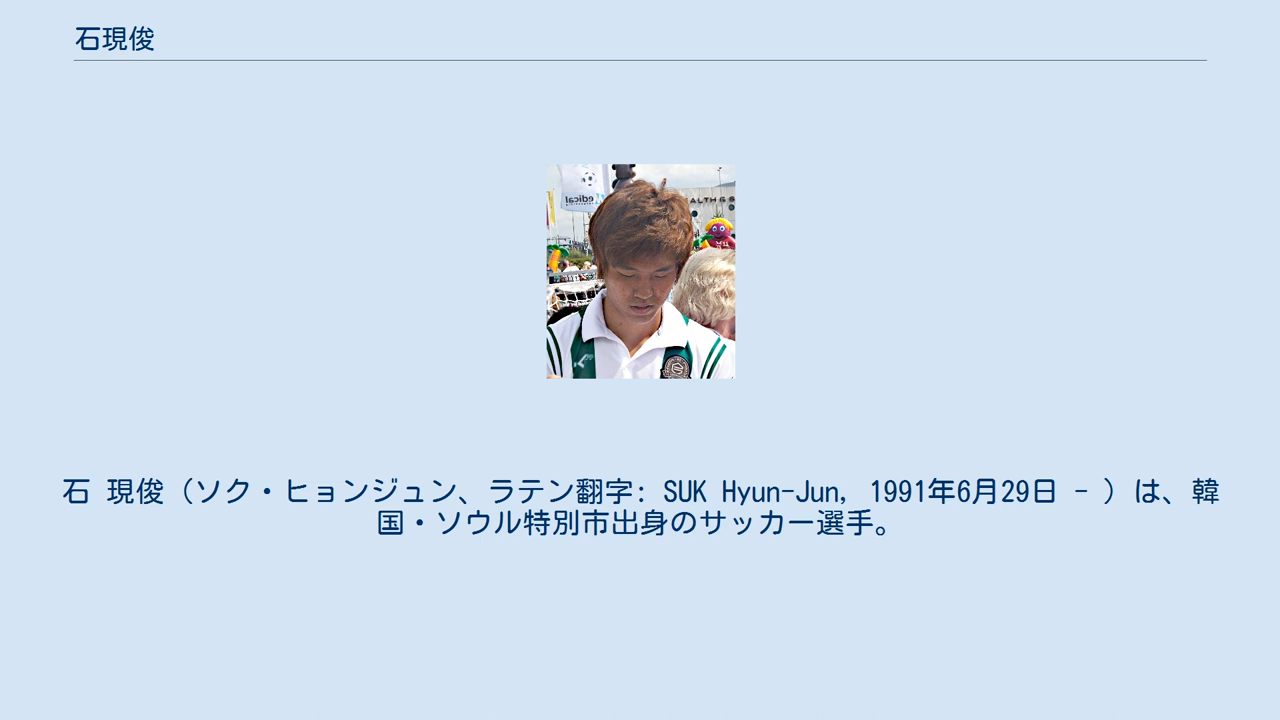 石現俊
edical
ALTH & S
石 現俊（ソク・ヒョンジュン、ラテン翻字: SUK Hyun-Jun, 1991年6月29日 - ）は、韓
国・ソウル特別市出身のサッカー選手。